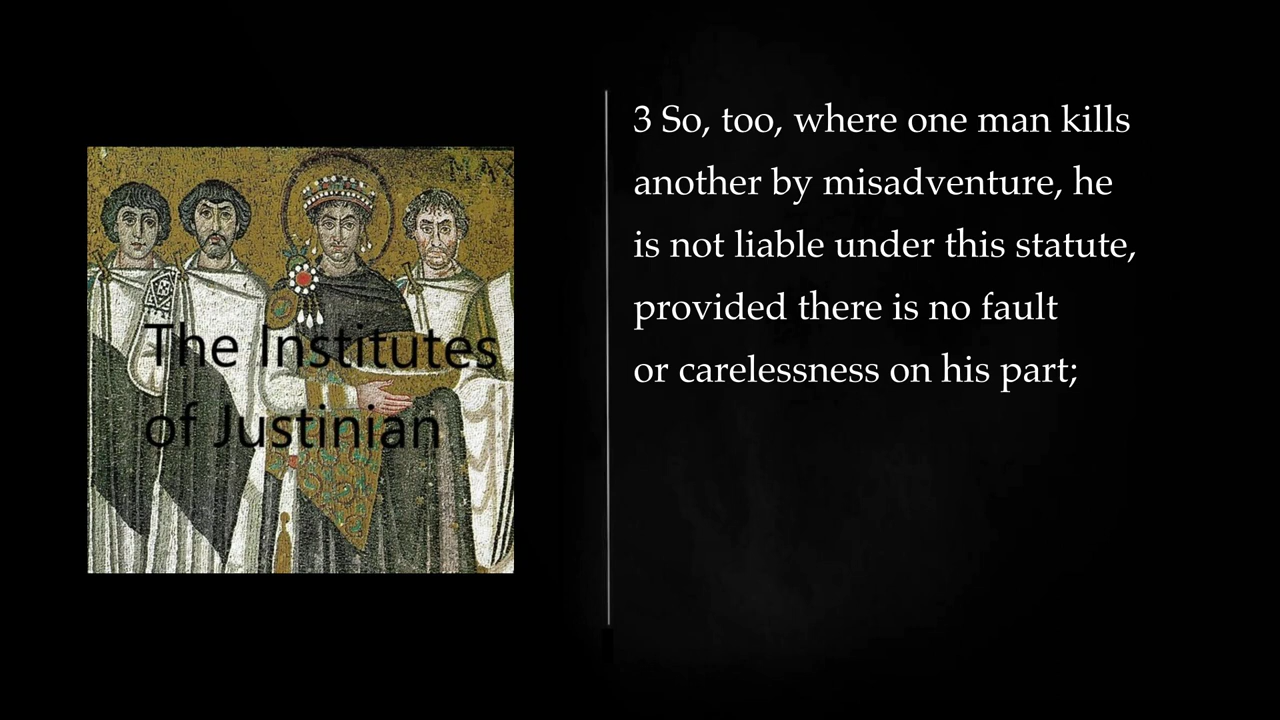 The Institutes
of Justinian
3 So, too, where one man kills
another by misadventure, he
is not liable under this statute,
provided there is no fault
or carelessness on his part;